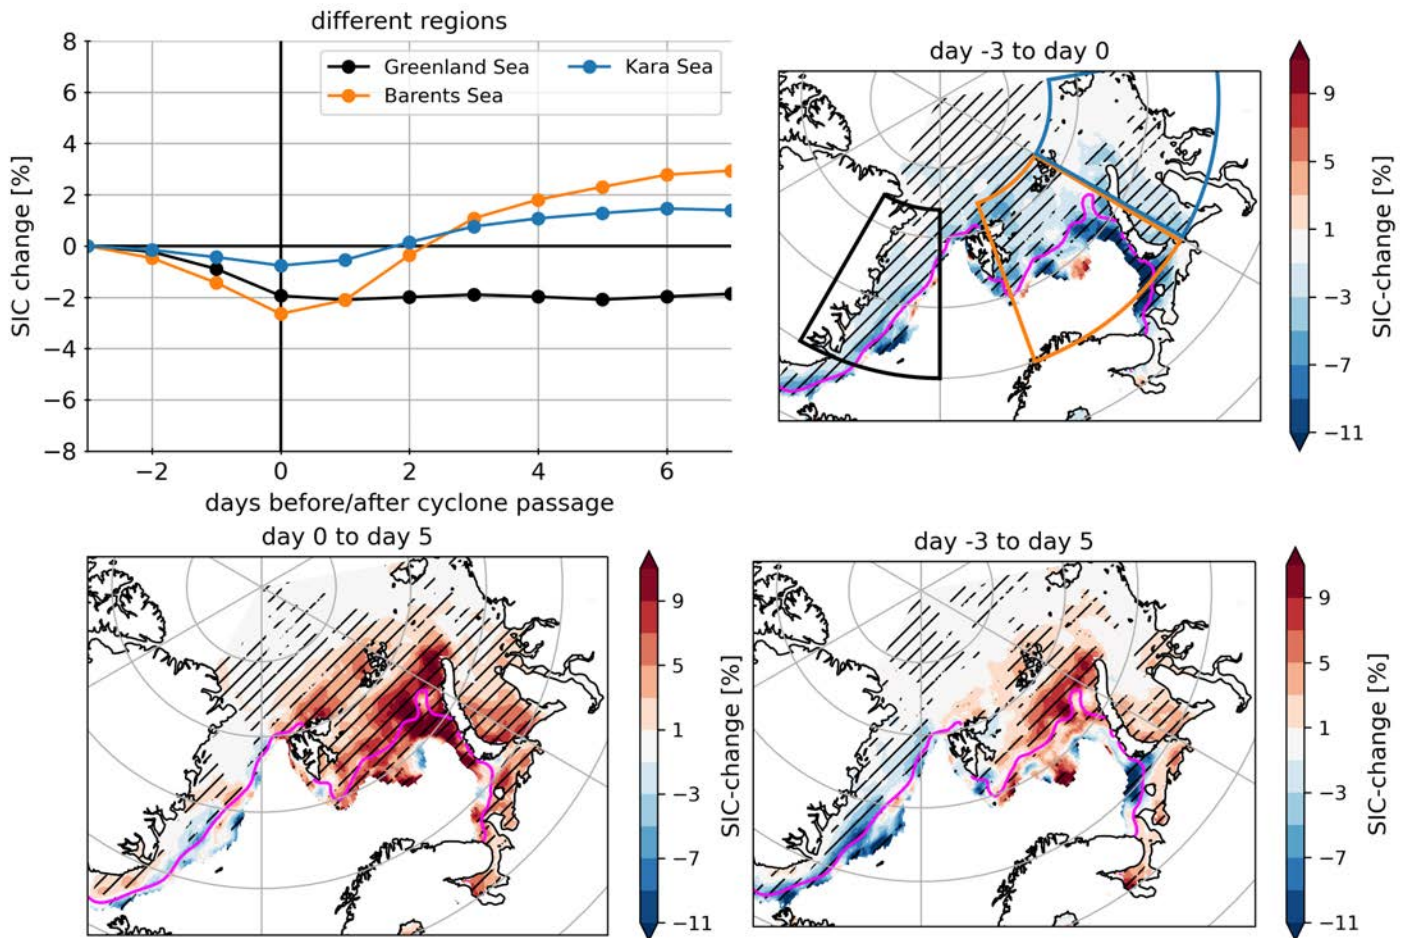 different regions
8
6
4
2
0
−2
−4
−6
−8
SIC change [%]
Greenland Sea
Kara Sea
Barents Sea
−2
0
2
4
6
days before/after cyclone passage
day -3 to day 0
9
5
1
−3
−7
−11
SIC-change [%]
day 0 to day 5
9
5
1
−3
−7
−11
SIC-change [%]
day -3 to day 5
9
5
1
−3
−7
−11
SIC-change [%]